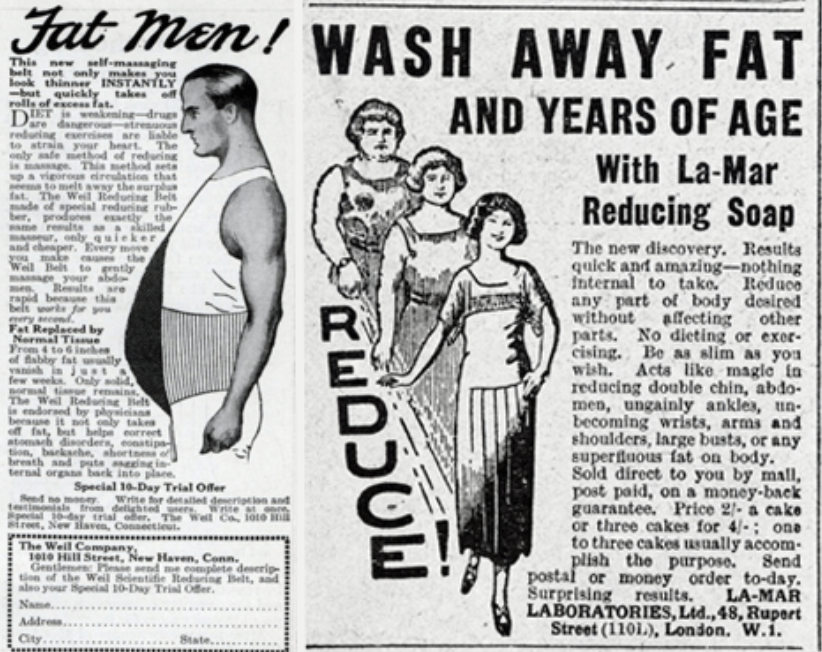 Fat Men!
This new self-massaging
belt not only makes you
look thinner INSTANTLY
—but quickly takes off
rolls of excess fat.
DIET is weakening—drugs
are dangerous—strenuous
reducing exercises are liable
to strain your heart. The
only safe method of reducing
is massage. This method sets
up a vigorous circulation that
seems to melt away the surplus
fat. The Weil Reducing Belt
made of special reducing rub-
ber, produces exactly the
same results as a skilled
masseur, only quicker
and cheaper. Every move
you make causes the
Weil Belt to gently
massage your abdo-
men. Results are
rapid because this
belt works for you
every second.
Fat Replaced by
Normal Tissue
From 4 to 6 inches
of flabby fat usually
vanish in just a
few weeks. Only solid,
normal tissue remains.
The Weil Reducing Belt
is endorsed by physicians
because it not only takes
off fat, but helps correct
stomach disorders, constipa-
tion, backache, shortness of
breath and puts sagging in-
ternal organs back into place.
Special 10-Day Trial Offer
Send no money. Write for detailed description and
testimonials from delighted users. Write at once.
Special 10-day trial offer. The Weil Co., 1010 Hill
Street, New Haven, Connecticut.
The Weil Company,
1010 Hill Street, New Haven, Conn.
Gentlemen: Please send me complete descrip-
tion of the Weil Scientific Reducing Belt, and
also your Special 10-Day Trial Offer.
Name
Address
City State
WASH AWAY FAT
AND YEARS OF AGE
With La-Mar
Reducing Soap
REDUCE!
The new discovery. Results
quick and amazing—nothing
internal to take. Reduce
any part of body desired
without affecting other
parts. No dieting or exer-
cising. Be as slim as you
wish. Acts like magic in
reducing double chin, abdo-
men, ungainly ankles, un-
becoming wrists, arms and
shoulders, large busts, or any
superfluous fat on body.
Sold direct to you by mail,
post paid, on a money-back
guarantee. Price 2/- a cake
or three cakes for 4/-; one
to three cakes usually accom-
plish the purpose. Send
postal or money order to-day.
Surprising results. LA-MAR
LABORATORIES, Ltd., 48, Rupert
Street (110L), London. W.1.